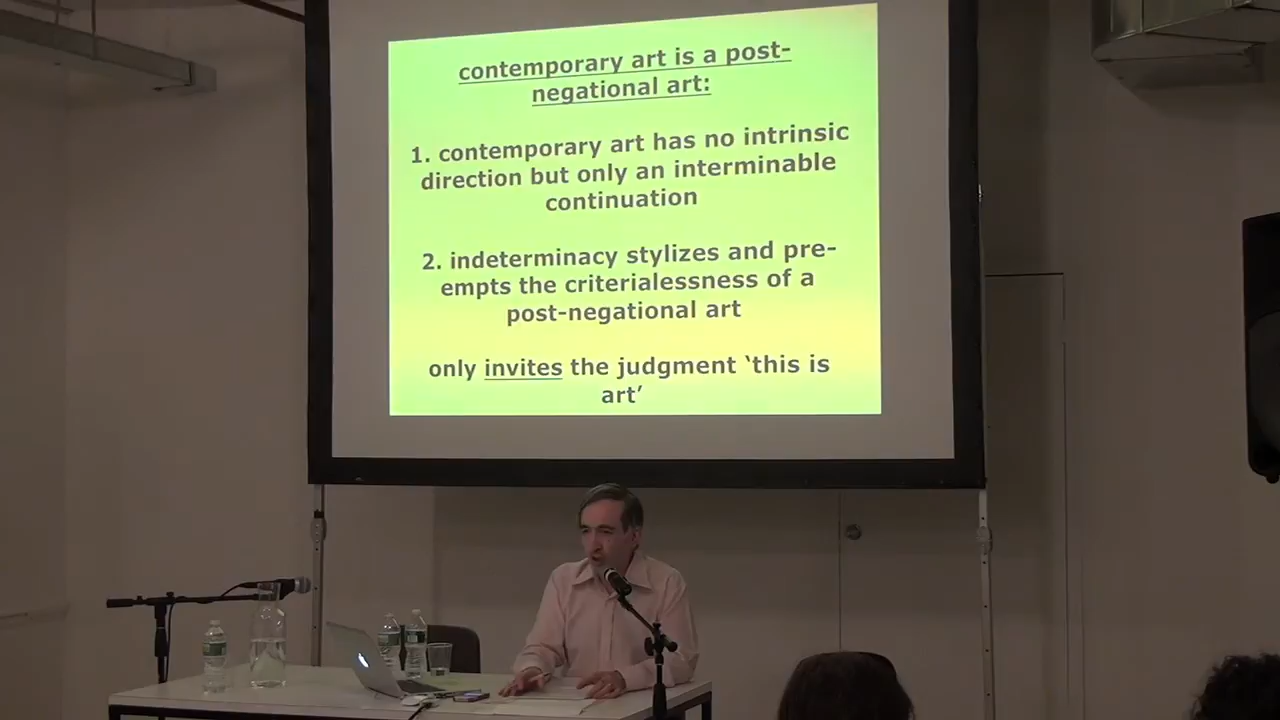 contemporary art is a post-
negational art:
1. contemporary art has no intrinsic
direction but only an interminable
continuation
2. indeterminacy stylizes and pre-
empts the criterialessness of a
post-negational art
only invites the judgment ‘this is
art’